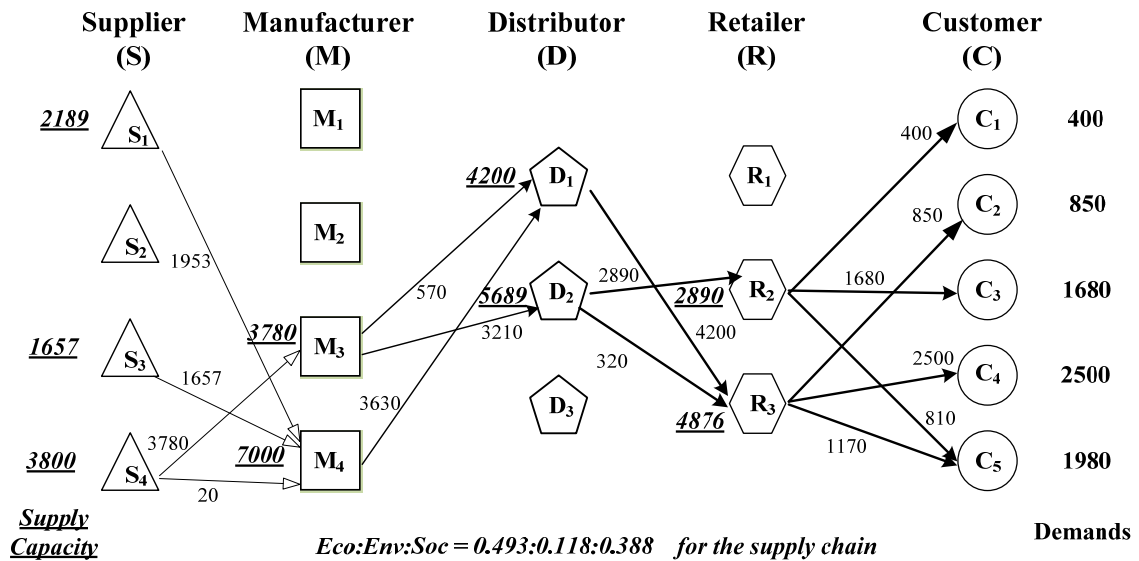 Supplier Manufacturer Distributor Retailer Customer
(S) (M) (D) (R) (C)
2189 S1 M1 C1 400
400
4200 D1 R1
S2 M2 850 C2 850
1953
570 5689 D2 2890 2890 R2 1680 C3 1680
3780 M3 3210 4200
1657 S3 1657 320 2500 C4 2500
3630 D3 4876 R3
3780 7000 M4 1170 810
3800 S4 20 C5 1980
Supply
Capacity
Eco:Env:Soc = 0.493:0.118:0.388 for the supply chain
Demands